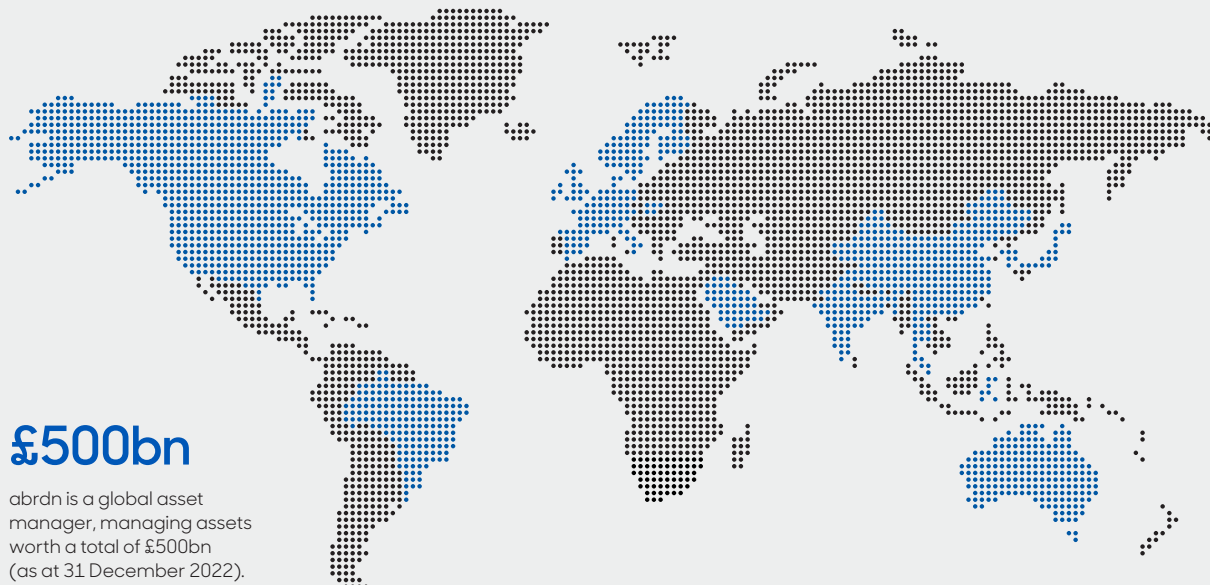 £500bn
abrdn is a global asset
manager, managing assets
worth a total of £500bn
(as at 31 December 2022).